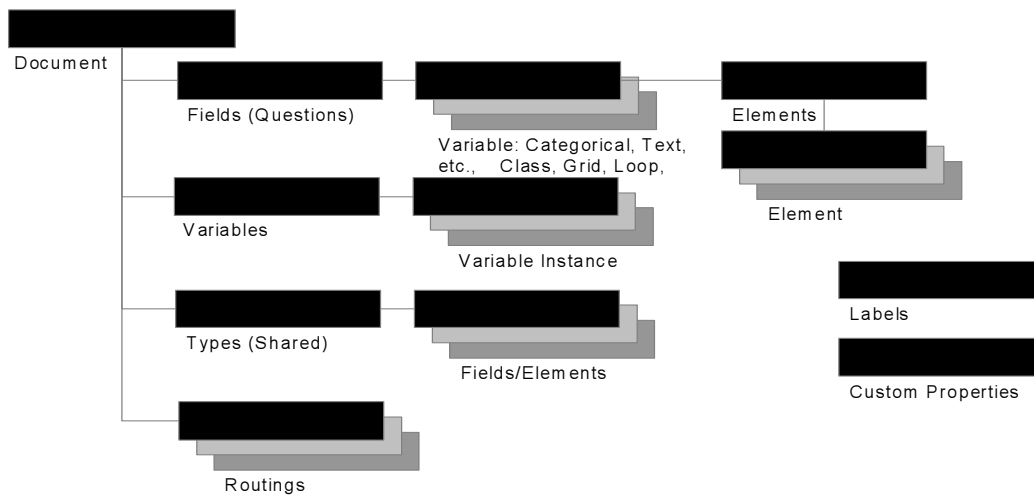 Document
Fields (Questions)
Elements
Variable: Categorical, Text,
etc., Class, Grid, Loop,
Element
Variables
Variable Instance
Labels
Types (Shared)
Fields/Elements
Custom Properties
Routings